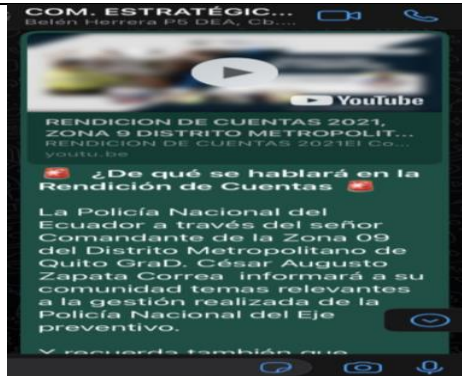 COM. ESTRATÉGIC...
Belén Herrera P5 DEA, Cb....
YouTube
RENDICION DE CUENTAS 2021,
ZONA 9 DISTRITO METROPOLIT...
RENDICION DE CUENTAS 2021El Co...
youtu.be
¿De qué se hablará en la
Rendición de Cuentas
La Policía Nacional del
Ecuador a través del señor
Comandante de la Zona 09
del Distrito Metropolitano de
Quito GraD. César Augusto
Zapata Correa informará a su
comunidad temas relevantes
a la gestión realizada de la
Policía Nacional del Eje
preventivo.
Y recuerda también que